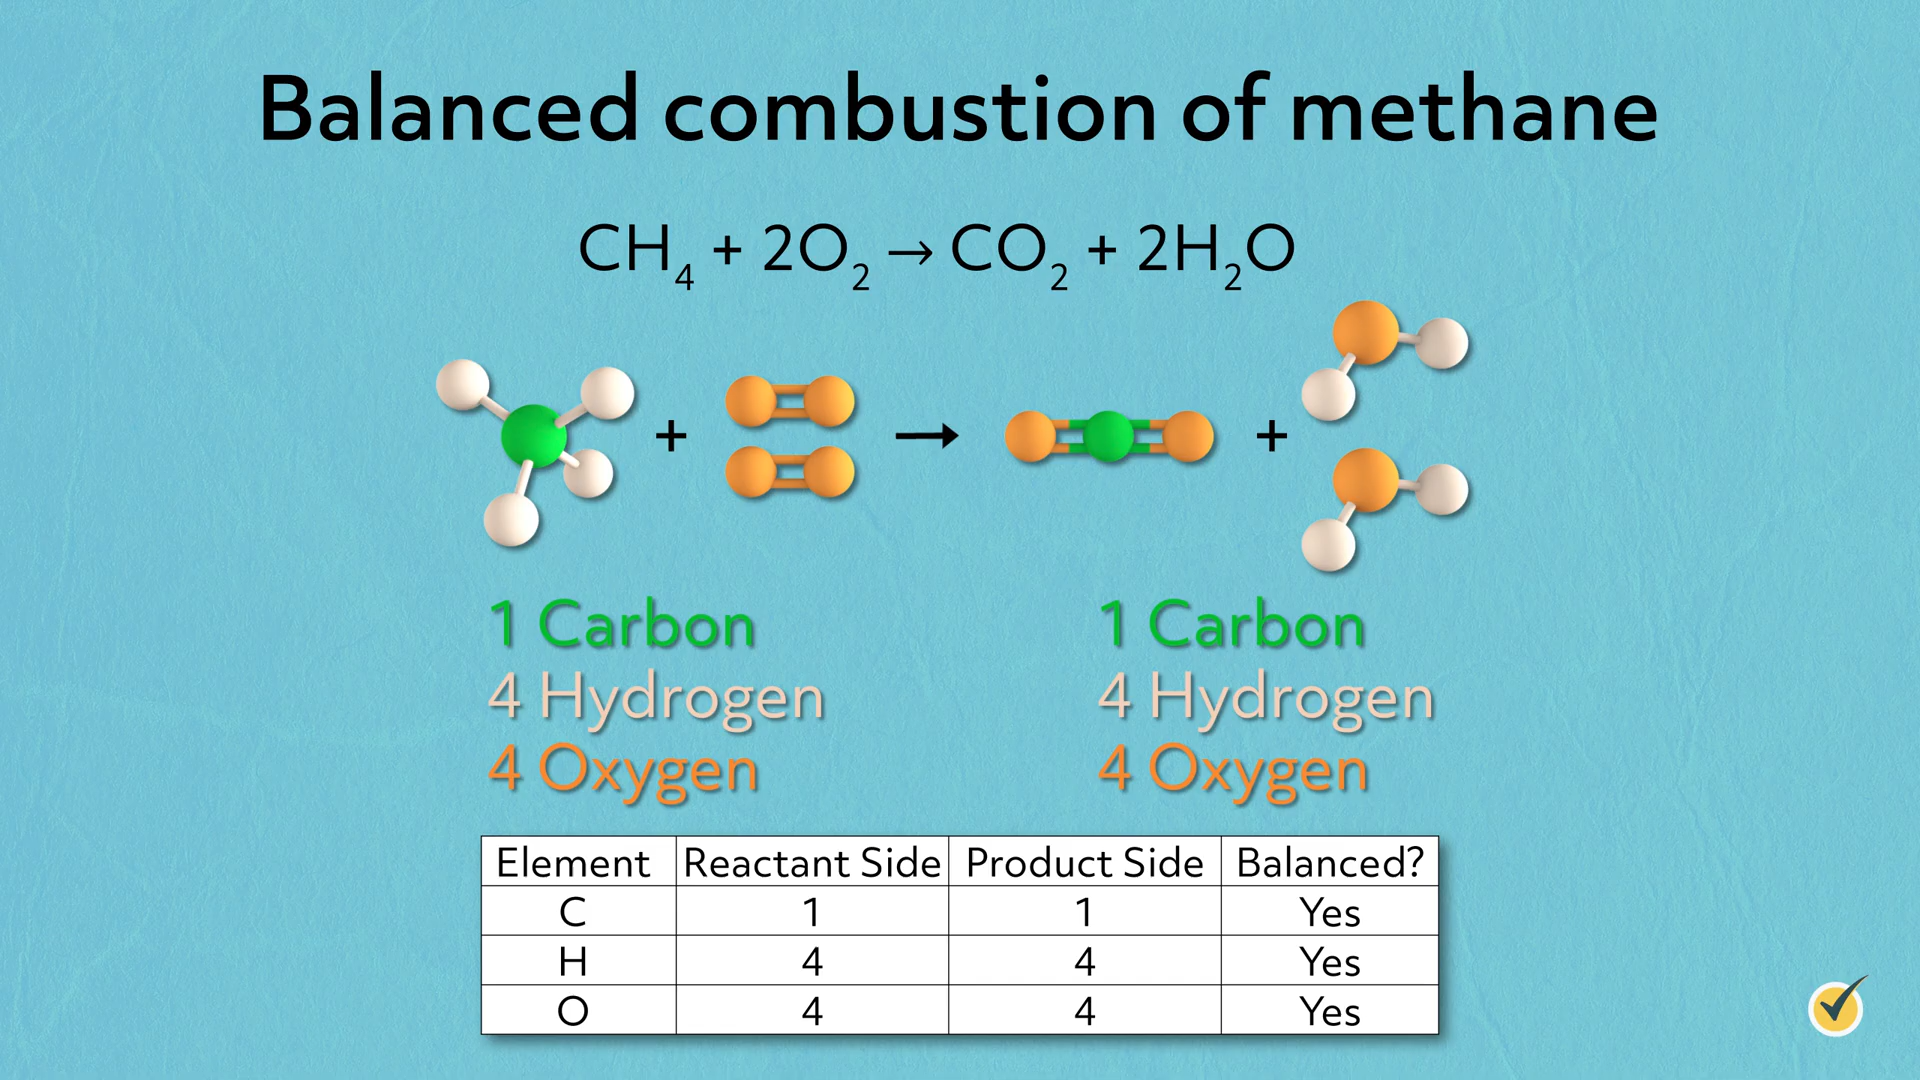 Balanced combustion of methane
CH₄ + 2O₂ → CO₂ + 2H₂O
+ → +
1 Carbon 1 Carbon
4 Hydrogen 4 Hydrogen
4 Oxygen 4 Oxygen
Element Reactant Side Product Side Balanced?
C 1 1 Yes
H 4 4 Yes
O 4 4 Yes